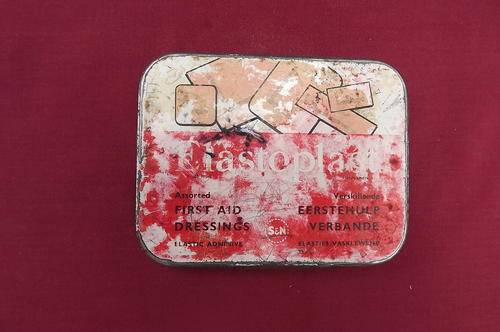 Elastoplast
Assorted
FIRST AID
DRESSINGS
ELASTIC ADHESIVE
S&N
Verskillende
EERSTEHULP
VERBANDE
ELASTIES VASKLEWEND